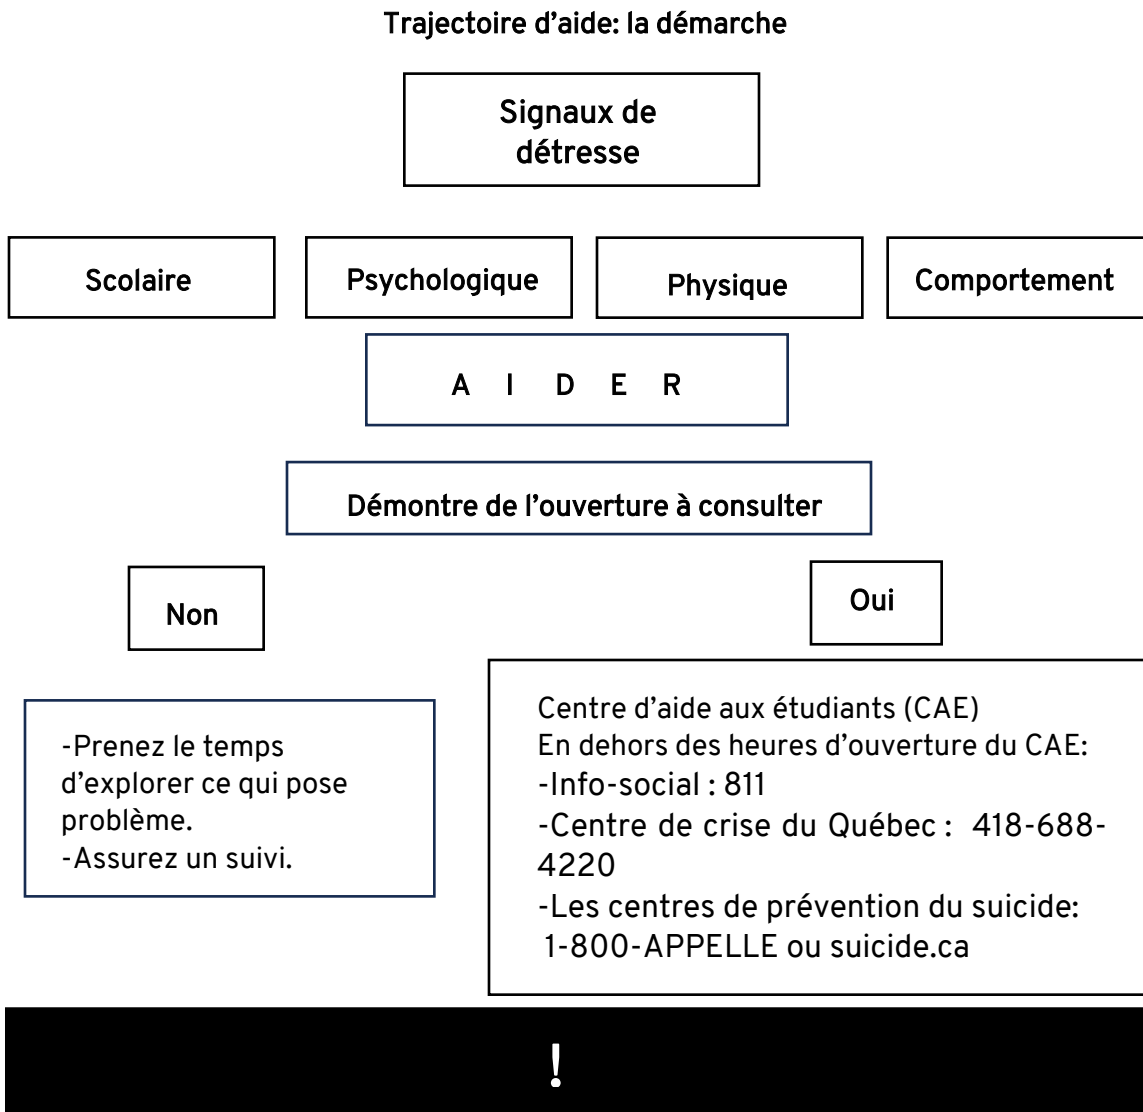 Trajectoire d’aide: la démarche
Signaux de
détresse
Scolaire
Psychologique
Physique
Comportement
A I D E R
Démontre de l’ouverture à consulter
Non
Oui
-Prenez le temps
d’explorer ce qui pose
problème.
-Assurez un suivi.
Centre d’aide aux étudiants (CAE)
En dehors des heures d’ouverture du CAE:
-Info-social : 811
-Centre de crise du Québec : 418-688-
4220
-Les centres de prévention du suicide:
1-800-APPELLE ou suicide.ca
!